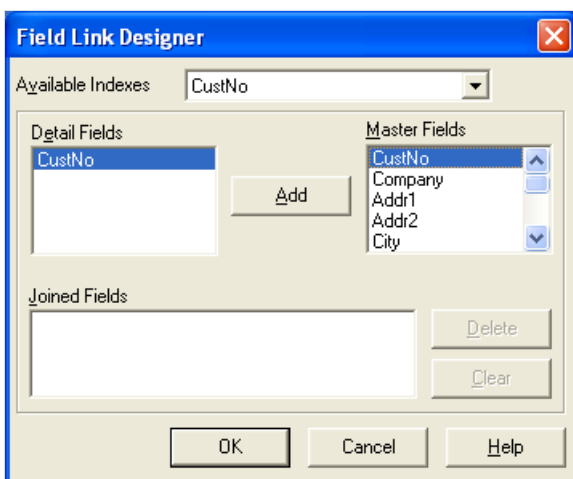 Field Link Designer
Available Indexes
CustNo
Detail Fields
CustNo
Add
Master Fields
CustNo
Company
Addr1
Addr2
City
Joined Fields
Delete
Clear
OK
Cancel
Help